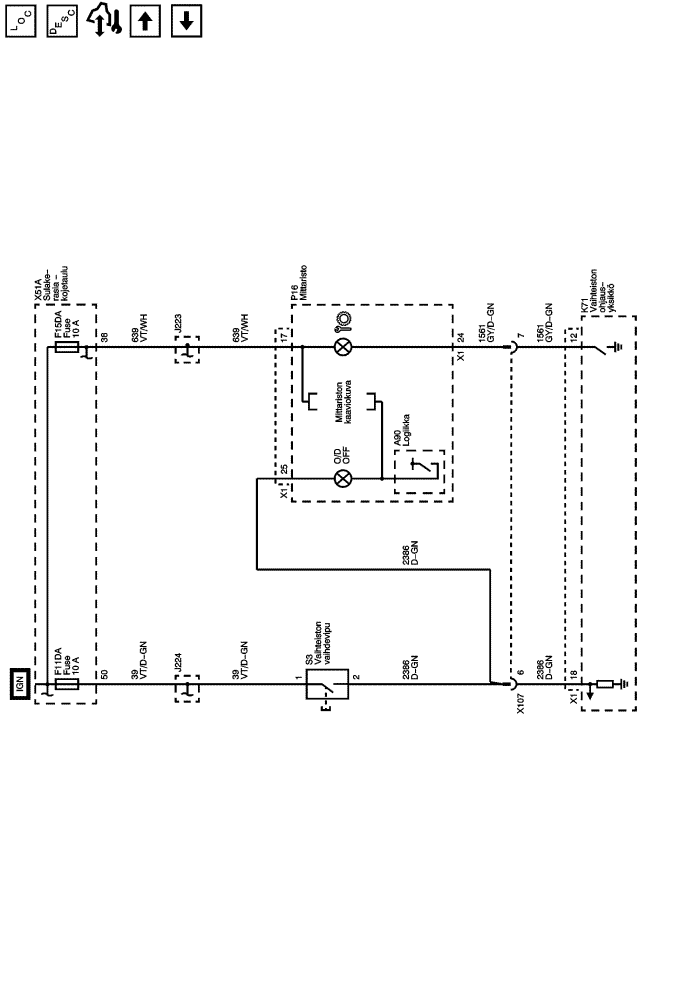 LOC
DESC
IGN
X51A
Sulake-
rasia -
kojetaulu
F11DA
Fuse
10 A
F15DA
Fuse
10 A
50
38
39
VT/D-GN
639
VT/WH
J224
J223
39
VT/D-GN
639
VT/WH
S3
Vaihteiston
vaihdevipu
1
2
X1
25
17
P16
Mittaristo
O/D
OFF
Mittariston
kaaviokuva
A90
Logiikka
2386
D-GN
2386
D-GN
X1
24
1561
GY/D-GN
X107
6
7
2386
D-GN
1561
GY/D-GN
X1
18
12
K71
Vaihteiston
ohjaus-
yksikkö